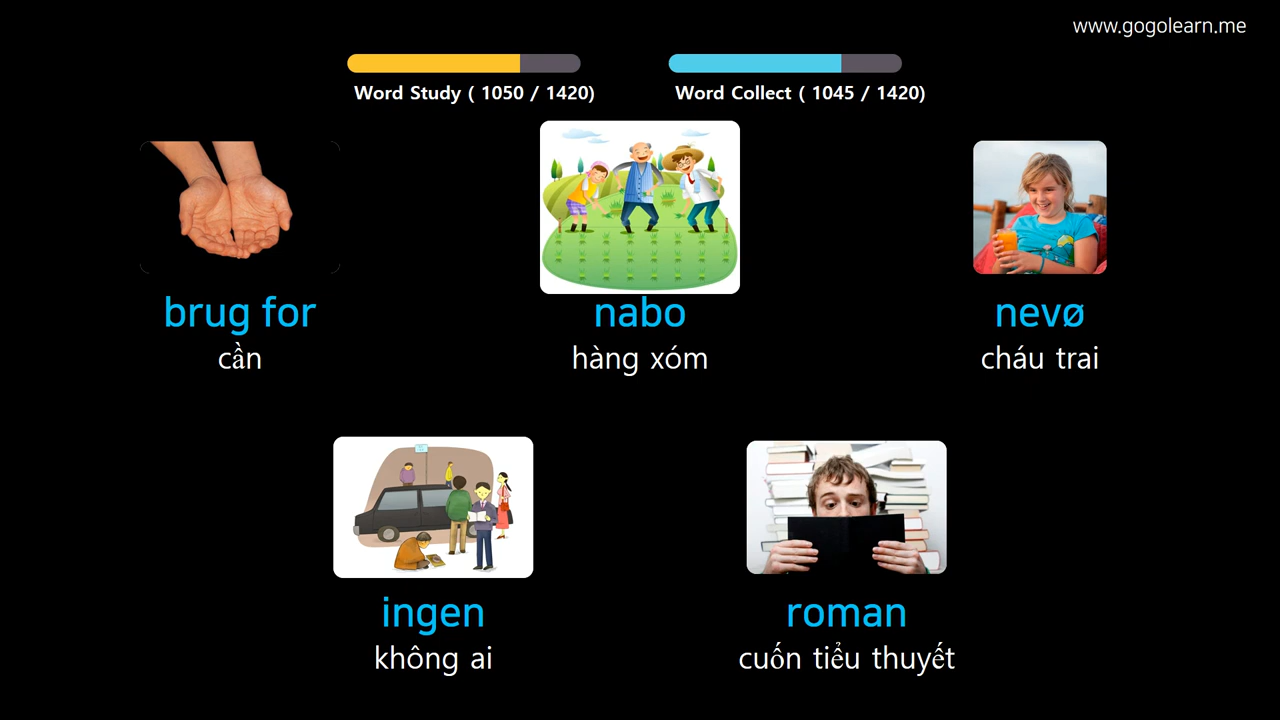 www.gogolearn.me
Word Study ( 1050 / 1420)
Word Collect ( 1045 / 1420)
brug for
cần
nabo
hàng xóm
nevø
cháu trai
ingen
không ai
roman
cuốn tiểu thuyết